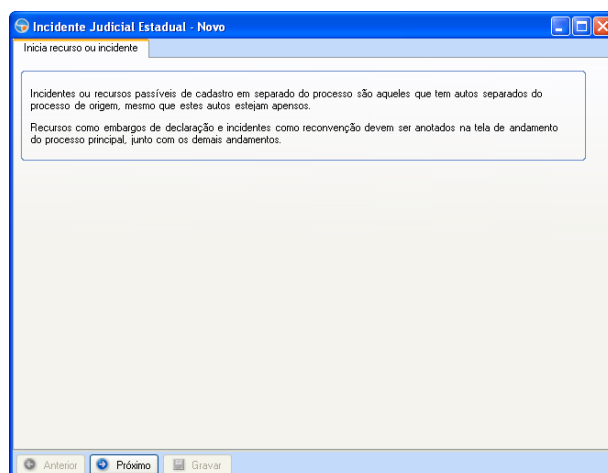 Incidente Judicial Estadual - Novo
Inicia recurso ou incidente
Incidentes ou recursos passíveis de cadastro em separado do processo são aqueles que tem autos separados do
processo de origem, mesmo que estes autos estejam apensos.
Recursos como embargos de declaração e incidentes como reconvenção devem ser anotados na tela de andamento
do processo principal, junto com os demais andamentos.
Anterior Próximo Gravar